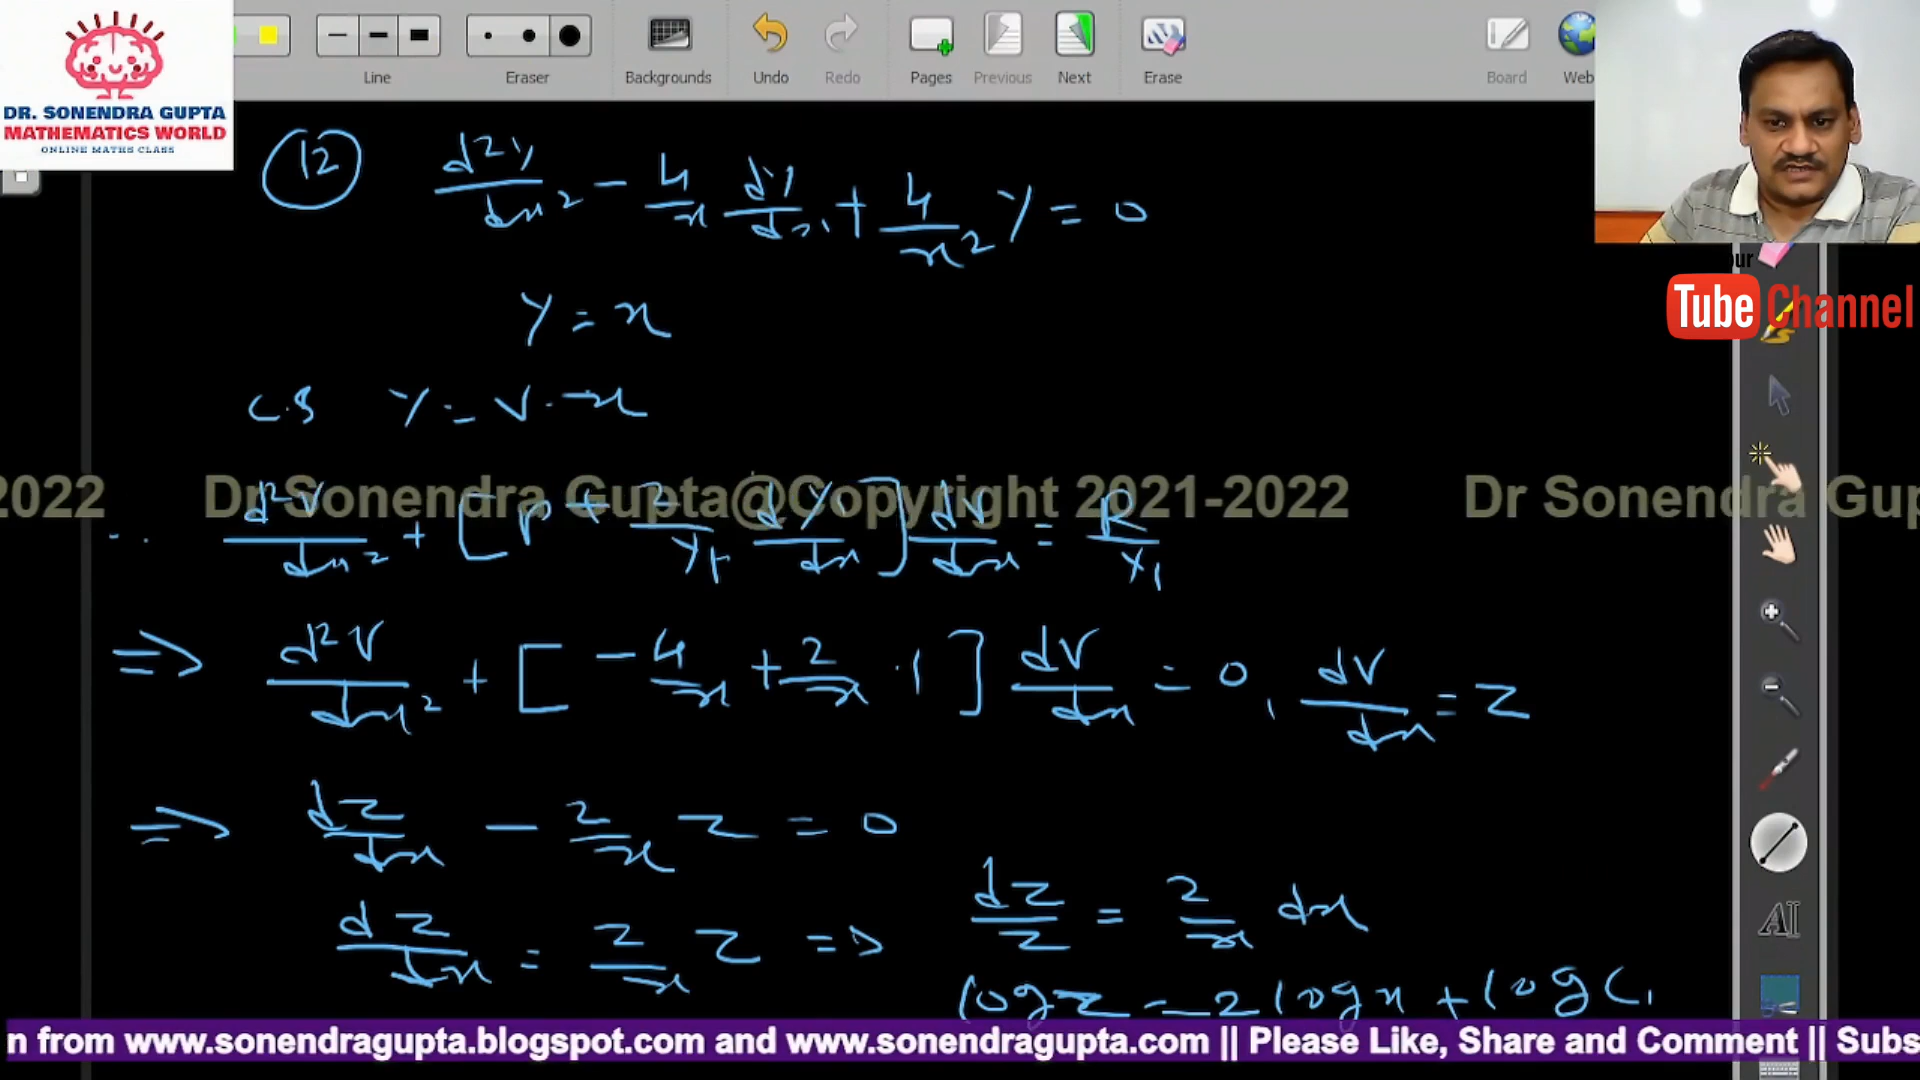 DR. SONENDRA GUPTA
MATHEMATICS WORLD
ONLINE MATHS CLASS
Line
Eraser
Backgrounds
Undo
Redo
Pages
Previous
Next
Erase
Board
Web
our
Tube Channel
(12) d²y/dx² - 4/x dy/dx + 4/x² y = 0
y = x
C.S y = v.x
2022 Dr Sonendra Gupta@Copyright 2021-2022 Dr Sonendra Gup
∴ d²v/dx² + [P + 2/y₁ dy₁/dx] dv/dx = R/y₁
⇒ d²v/dx² + [-4/x + 2/x .1] dv/dx = 0, dv/dx = z
⇒ dz/dx - 2/x z = 0
dz/dx = 2/x z ⇒ dz/z = 2/x dx
log z = 2 log x + log C₁
n from www.sonendragupta.blogspot.com and www.sonendragupta.com || Please Like, Share and Comment || Subs
AI